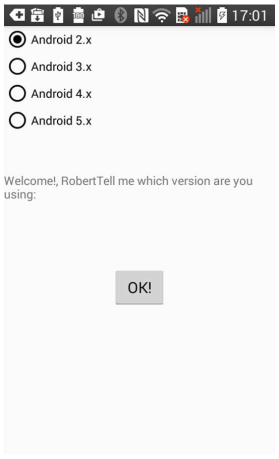 17:01
Android 2.x
Android 3.x
Android 4.x
Android 5.x
Welcome!, RobertTell me which version are you
using:
OK!